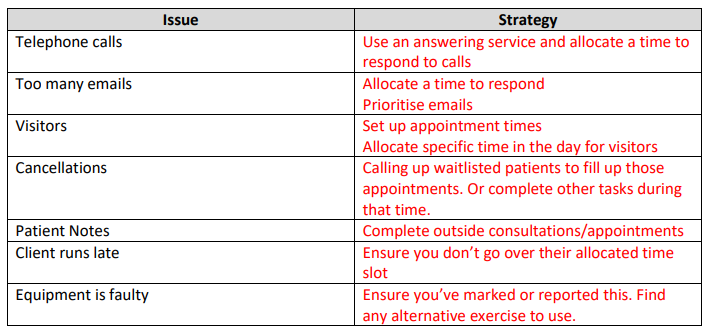 Issue Strategy
Telephone calls Use an answering service and allocate a time to
respond to calls
Too many emails Allocate a time to respond
Prioritise emails
Visitors Set up appointment times
Allocate specific time in the day for visitors
Cancellations Calling up waitlisted patients to fill up those
appointments. Or complete other tasks during
that time.
Patient Notes Complete outside consultations/appointments
Client runs late Ensure you don’t go over their allocated time
slot
Equipment is faulty Ensure you’ve marked or reported this. Find
any alternative exercise to use.